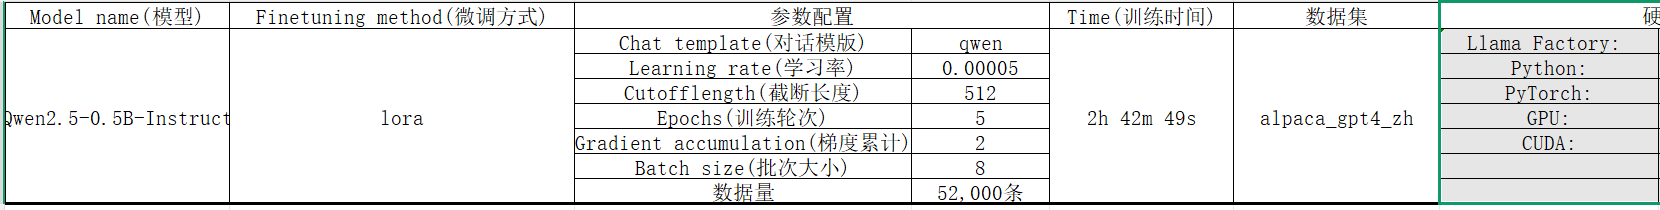 Model name(模型) Finetuning method(微调方式) 参数配置 Time(训练时间) 数据集 硬
Chat template(对话模版) qwen Llama Factory:
Learning rate(学习率) 0.00005 Python:
Cutofflength(截断长度) 512 PyTorch:
Qwen2.5-0.5B-Instruct lora Epochs(训练轮次) 5 2h 42m 49s alpaca_gpt4_zh GPU:
Gradient accumulation(梯度累计) 2 CUDA:
Batch size(批次大小) 8
数据量 52,000条